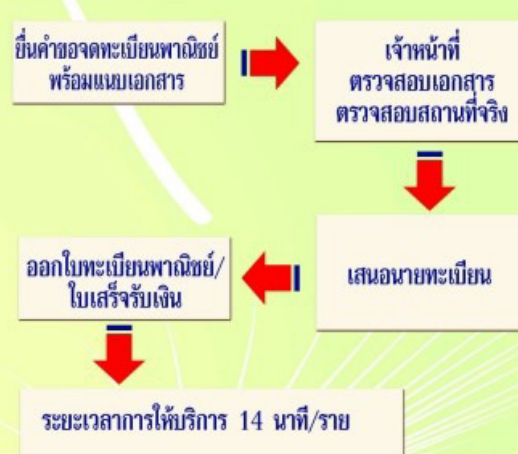 ยื่นคำขอจดทะเบียนพาณิชย์
พร้อมแนบเอกสาร
เจ้าหน้าที่
ตรวจสอบเอกสาร
ตรวจสอบสถานที่จริง
เสนอนายทะเบียน
ออกใบทะเบียนพาณิชย์/
ใบเสร็จรับเงิน
ระยะเวลาการให้บริการ 14 นาที/ราย